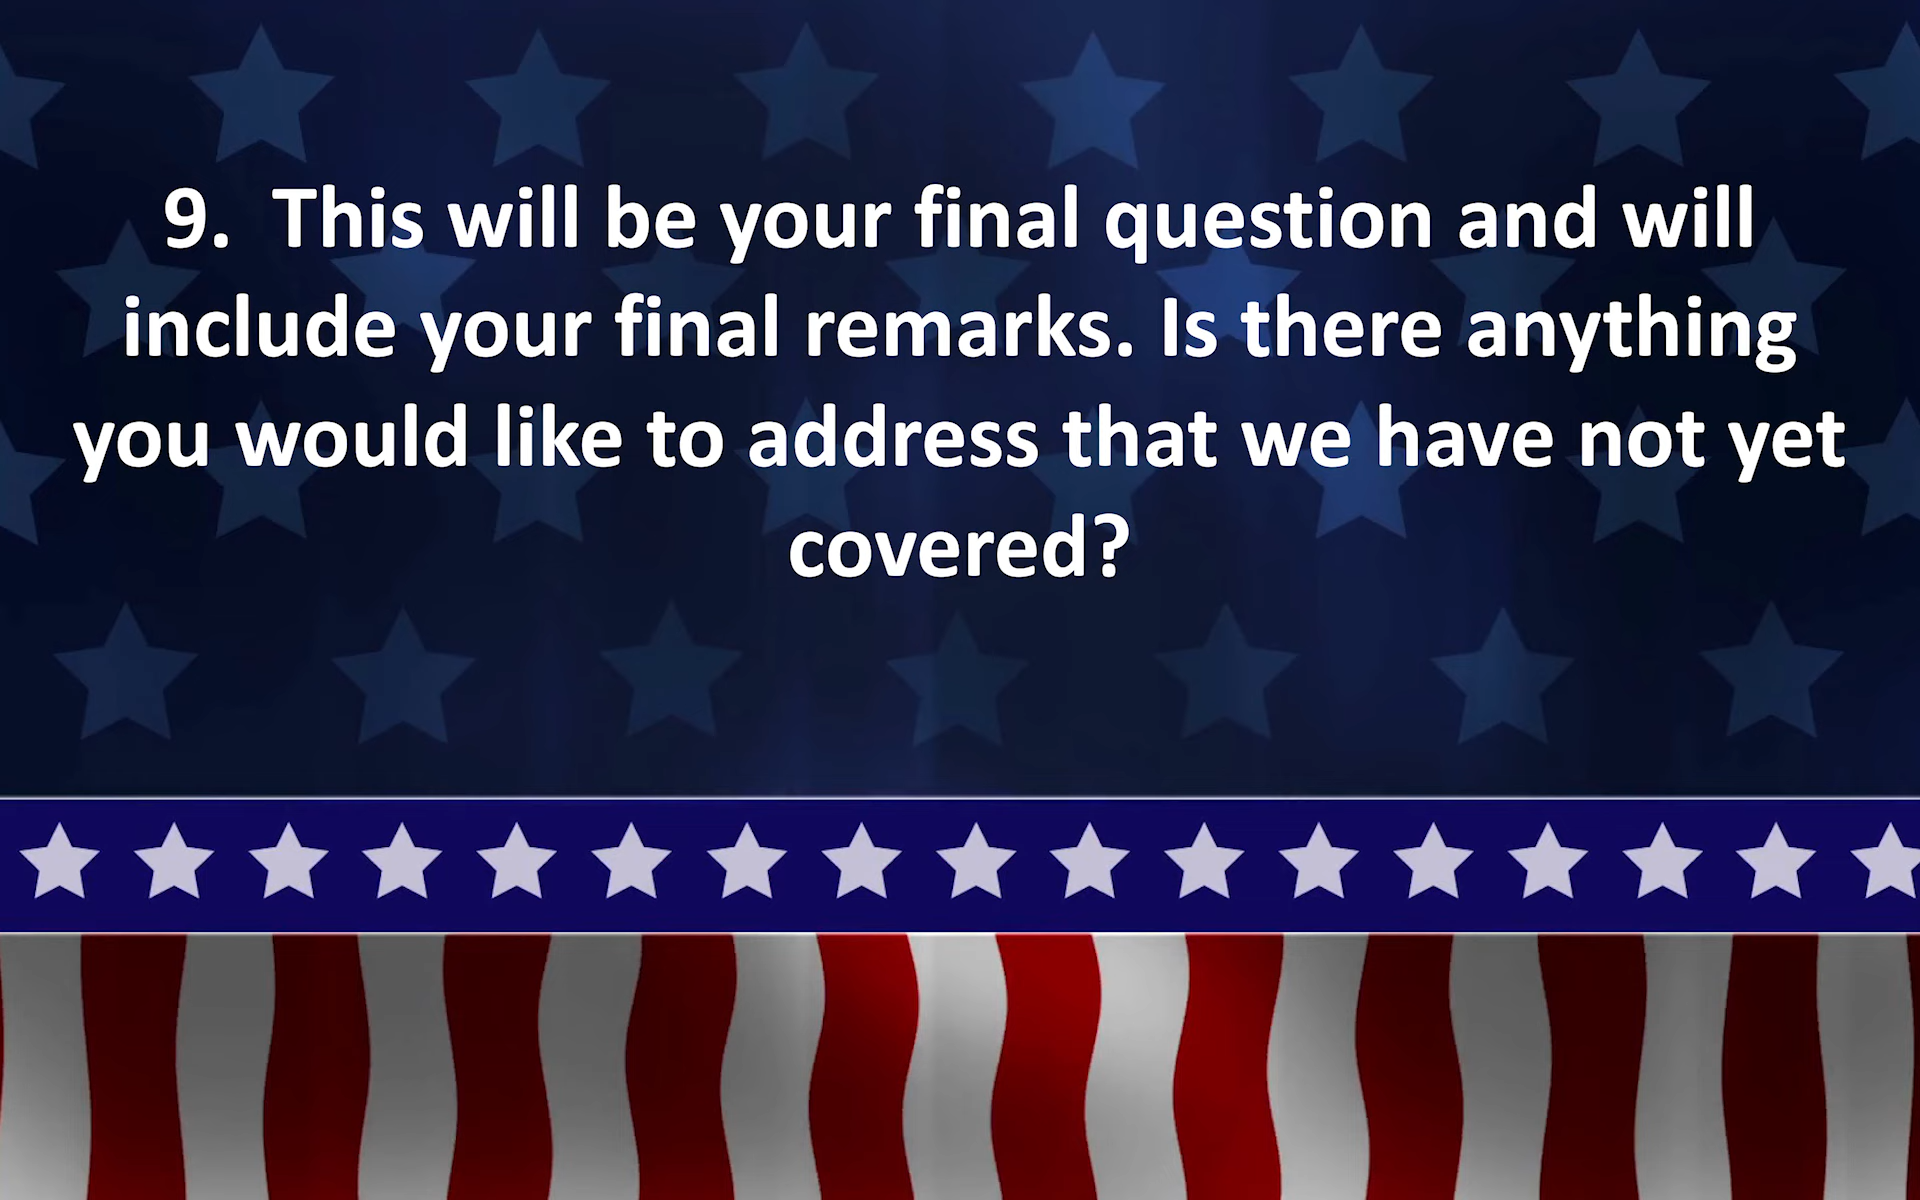 9.  This will be your final question and will
include your final remarks. Is there anything
you would like to address that we have not yet
covered?